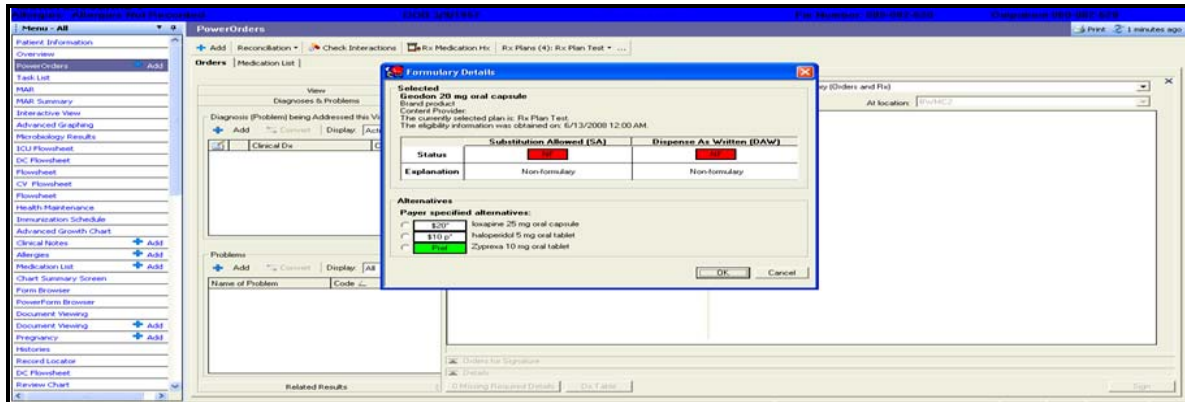 Menu - All
Patient Information
Overview
PowerOrders Add
Task List
MAR
MAR Summary
Interactive View
Advanced Graphing
Microbiology Results
ICU Flowsheet
DC Flowsheet
Flowsheet
CV Flowsheet
Flowsheet
Health Maintenance
Immunization Schedule
Advanced Growth Chart
Clinical Notes Add
Allergies Add
Medication List Add
Chart Summary Screen
Form Browser
PowerForm Browser
Document Viewing
Document Viewing Add
Pregnancy Add
Histories
Record Locator
DC Flowsheet
Review Chart
PowerOrders
Print 1 minutes ago
Add Reconciliation Check Interactions Rx Medication Hx Rx Plans (4): Rx Plan Test ...
Orders Medication List
View
Diagnoses & Problems
Diagnosis (Problem) being Addressed this Vi
Add Convert Display: Acti
Clinical Dx C
Problems
Add Convert Display: All
Name of Problem Code
Related Results
Formulary Details
Selected
Geodon 20 mg oral capsule
Brand product
Content Provider:
The currently selected plan is: Rx Plan Test.
The eligibility information was obtained on: 6/13/2008 12:00 AM.
Substitution Allowed (SA) Dispense As Written (DAW)
Status NF NF
Explanation Non-formulary Non-formulary
Alternatives
Payer specified alternatives:
$20* loxapine 25 mg oral capsule
$10 p* haloperidol 5 mg oral tablet
Pref Zyprexa 10 mg oral tablet
OK Cancel
ey (Orders and Rx)
At location:
Orders for Signature
Details
0 Missing Required Details Dx Table Sign